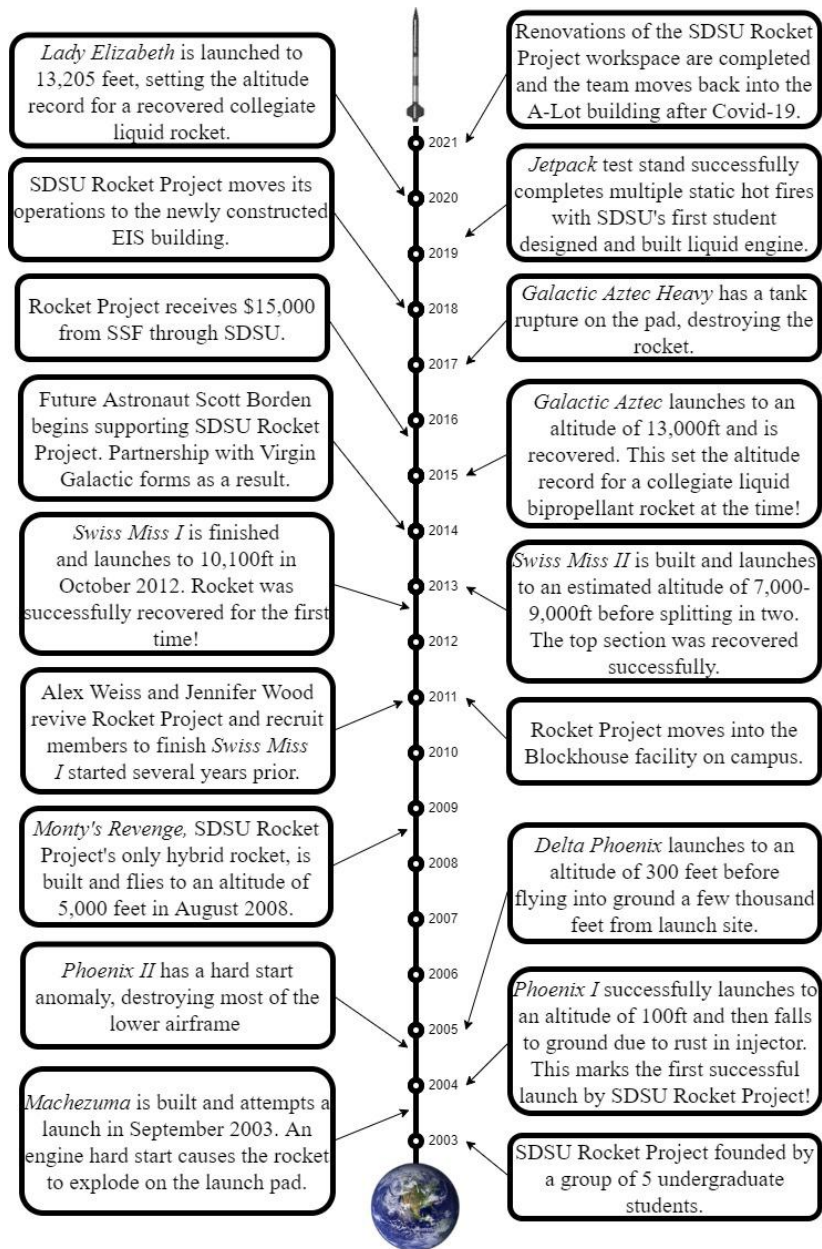 Lady Elizabeth is launched to
13,205 feet, setting the altitude
record for a recovered collegiate
liquid rocket.
Renovations of the SDSU Rocket
Project workspace are completed
and the team moves back into the
A-Lot building after Covid-19.
2021
SDSU Rocket Project moves its
operations to the newly constructed
EIS building.
Jetpack test stand successfully
completes multiple static hot fires
with SDSU's first student
designed and built liquid engine.
2020
2019
Rocket Project receives $15,000
from SSF through SDSU.
Galactic Aztec Heavy has a tank
rupture on the pad, destroying the
rocket.
2018
2017
Future Astronaut Scott Borden
begins supporting SDSU Rocket
Project. Partnership with Virgin
Galactic forms as a result.
Galactic Aztec launches to an
altitude of 13,000ft and is
recovered. This set the altitude
record for a collegiate liquid
bipropellant rocket at the time!
2016
2015
Swiss Miss I is finished
and launches to 10,100ft in
October 2012. Rocket was
successfully recovered for the first
time!
Swiss Miss II is built and launches
to an estimated altitude of 7,000-
9,000ft before splitting in two.
The top section was recovered
successfully.
2014
2013
2012
Alex Weiss and Jennifer Wood
revive Rocket Project and recruit
members to finish Swiss Miss
I started several years prior.
Rocket Project moves into the
Blockhouse facility on campus.
2011
2010
Monty's Revenge, SDSU Rocket
Project's only hybrid rocket, is
built and flies to an altitude of
5,000 feet in August 2008.
Delta Phoenix launches to an
altitude of 300 feet before
flying into ground a few thousand
feet from launch site.
2009
2008
2007
Phoenix II has a hard start
anomaly, destroying most of the
lower airframe
Phoenix I successfully launches to
an altitude of 100ft and then falls
to ground due to rust in injector.
This marks the first successful
launch by SDSU Rocket Project!
2006
2005
2004
Machezuma is built and attempts a
launch in September 2003. An
engine hard start causes the rocket
to explode on the launch pad.
SDSU Rocket Project founded by
a group of 5 undergraduate
students.
2003